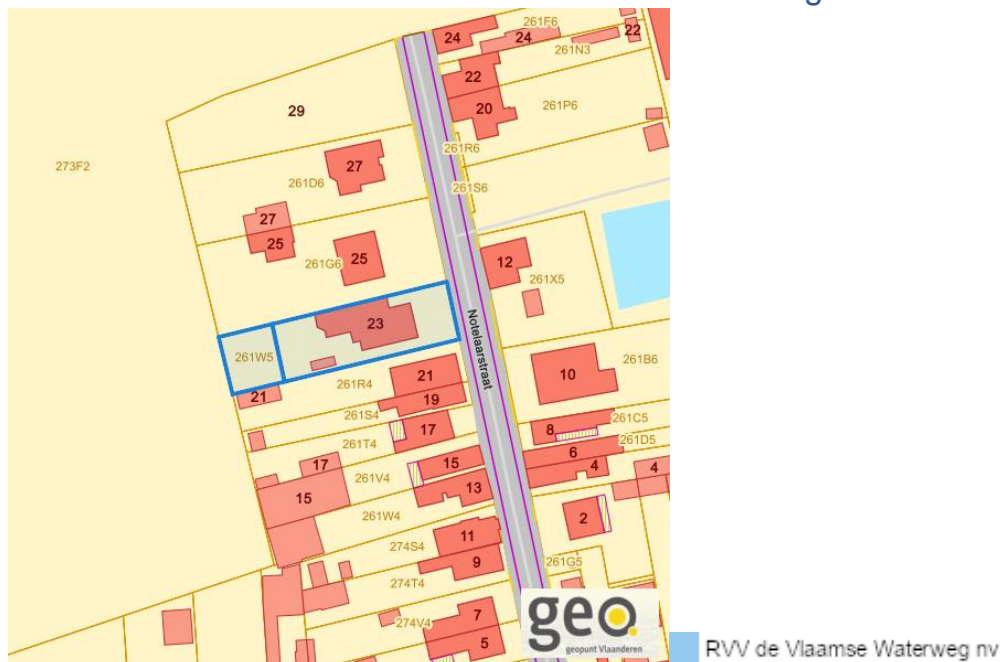 g
24
261F6
24
22
261N3
22
20
261P6
29
261R6
273F2
27
261D6
261S6
27
25
25
261G6
12
261X5
Notelaarstraat
23
261W5
261B6
10
21
261R4
21
19
261S4
261C5
8
17
261T4
261D5
6
15
4
4
17
261V4
13
15
261W4
2
11
274S4
9
261G5
274T4
7
274V4
5
geo
geopunt Vlaanderen
RVV de Vlaamse Waterweg nv